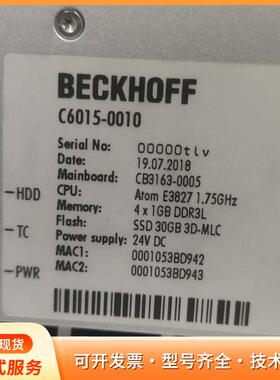 BECKHOFF
C6015-0010
Serial No: 00000tlv
Date: 19.07.2018
Mainboard: CB3163-0005
CPU: Atom E3827 1.75GHz
Memory: 4 x 1GB DDR3L
Flash: SSD 30GB 3D-MLC
Power supply: 24V DC
MAC1: 0001053BD942
MAC2: 0001053BD943
HDD
TC
PWR
现货
式服务
可开发票·型号齐全·技术